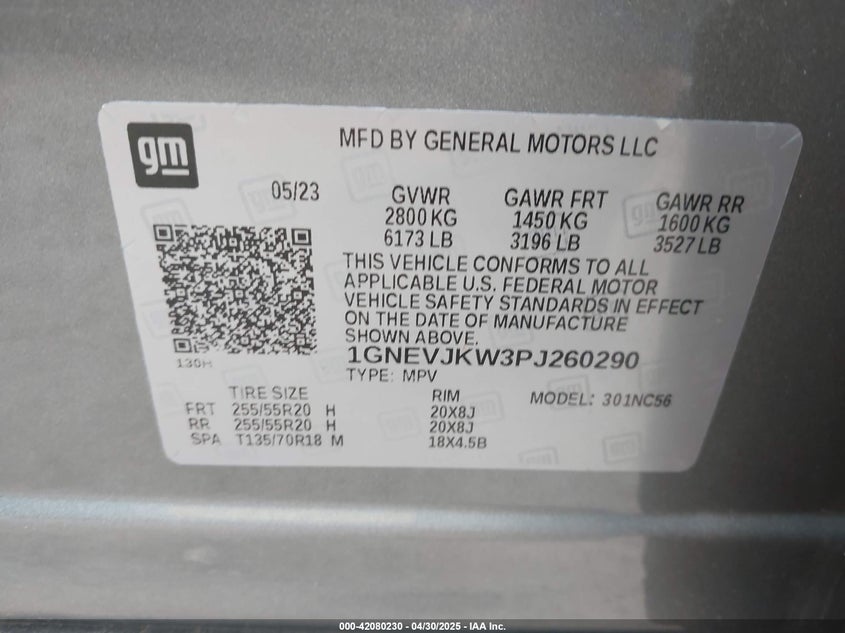 gm
MFD BY GENERAL MOTORS LLC
05/23
GVWR GAWR FRT GAWR RR
2800 KG 1450 KG 1600 KG
6173 LB 3196 LB 3527 LB
THIS VEHICLE CONFORMS TO ALL
APPLICABLE U.S. FEDERAL MOTOR
VEHICLE SAFETY STANDARDS IN EFFECT
ON THE DATE OF MANUFACTURE
SHOWN ABOVE.
1GNEVJKW3PJ260290
130H
TYPE: MPV
TIRE SIZE RIM MODEL: 301NC56
FRT 255/55R20 H 20X8J
RR 255/55R20 H 20X8J
SPA T135/70R18 M 18X4.5B
000-42080230 - 04/30/2025 - IAA Inc.